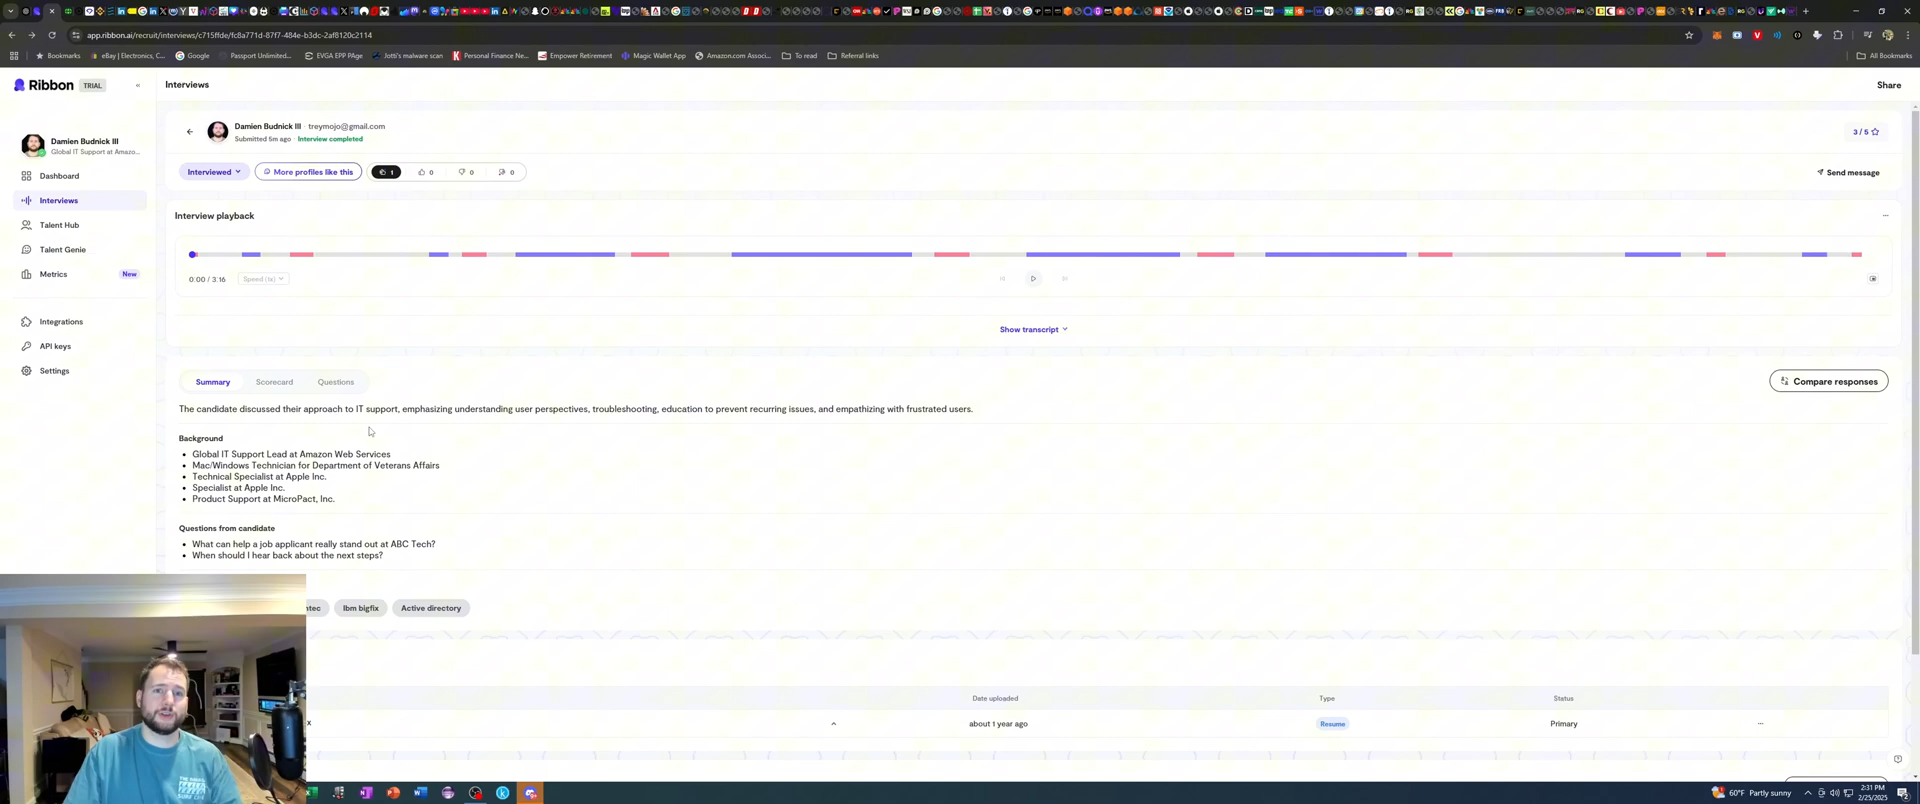 app.ribbon.ai/recruit/interviews/c715ffde/fc8a771d-87f7-484e-b3dc-2af8120c2114
Bookmarks
eBay | Electronics, C...
Google
Passport Unlimited...
EVGA EPP PAge
Jotti's malware scan
Personal Finance Ne...
Empower Retirement
Magic Wallet App
Amazon.com Associ...
To read
Referral links
All Bookmarks
Ribbon
TRIAL
Interviews
Share
Damien Budnick III
Global IT Support at Amazo...
Dashboard
Interviews
Talent Hub
Talent Genie
Metrics
New
Integrations
API keys
Settings
Damien Budnick III · treymojo@gmail.com
Submitted 5m ago · Interview completed
3 / 5
Interviewed
More profiles like this
1
0
0
0
Send message
Interview playback
0:00 / 3:16
Speed (1x)
Show transcript
Summary
Scorecard
Questions
Compare responses
The candidate discussed their approach to IT support, emphasizing understanding user perspectives, troubleshooting, education to prevent recurring issues, and empathizing with frustrated users.
Background
Global IT Support Lead at Amazon Web Services
Mac/Windows Technician for Department of Veterans Affairs
Technical Specialist at Apple Inc.
Specialist at Apple Inc.
Product Support at MicroPact, Inc.
Questions from candidate
What can help a job applicant really stand out at ABC Tech?
When should I hear back about the next steps?
ntec
Ibm bigfix
Active directory
Date uploaded
Type
Status
x
about 1 year ago
Resume
Primary
60°F Partly sunny
2:31 PM
2/25/2025